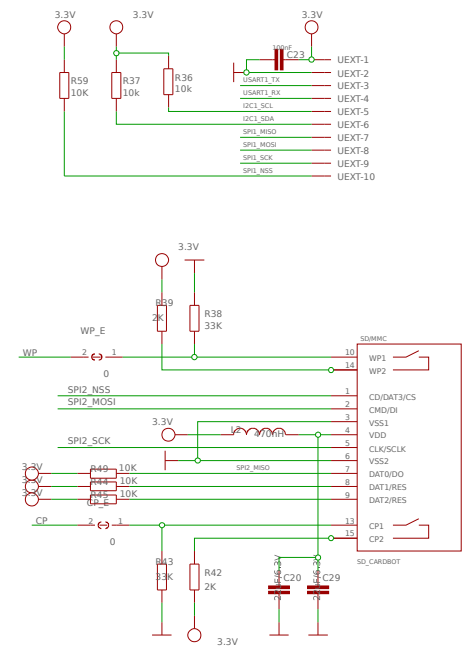 3.3V 3.3V 3.3V
100nF
C23
UEXT-1
UEXT-2
R59 10K
R37 10k
R36 10k
USART1_TX UEXT-3
USART1_RX UEXT-4
I2C1_SCL UEXT-5
I2C1_SDA UEXT-6
SPI1_MISO UEXT-7
SPI1_MOSI UEXT-8
SPI1_SCK UEXT-9
SPI1_NSS UEXT-10
3.3V
R39 2K
R38 33K
WP_E
SD/MMC
WP 2 1 10 WP1
0 14 WP2
SPI2_NSS 1 CD/DAT3/CS
SPI2_MOSI 2 CMD/DI
3 VSS1
3.3V L2 470nH 4 VDD
SPI2_SCK 5 CLK/SCLK
6 VSS2
3.3V R49 10K SPI2_MISO 7 DAT0/DO
3.3V R44 10K 8 DAT1/RES
3.3V R45 10K 9 DAT2/RES
CP_E
CP 2 1 13 CP1
0 15 CP2
SD_CARDBOT
R43 33K
R42 2K
C20
C29
3.3V